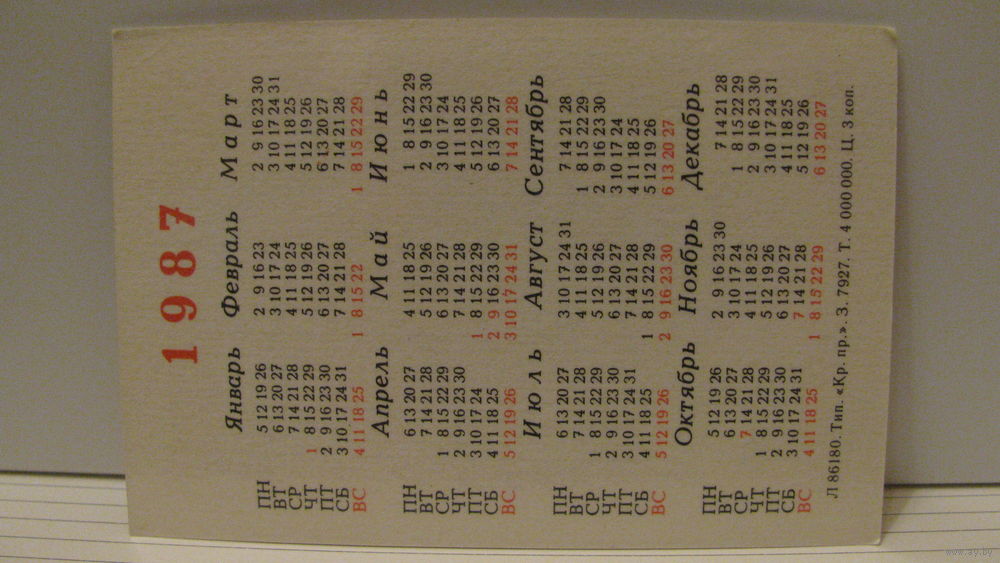 1987
Январь Февраль Март
ПН 5 12 19 26 2 9 16 23 2 9 16 23 30
ВТ 6 13 20 27 3 10 17 24 3 10 17 24 31
СР 7 14 21 28 4 11 18 25 4 11 18 25
ЧТ 1 8 15 22 29 5 12 19 26 5 12 19 26
ПТ 2 9 16 23 30 6 13 20 27 6 13 20 27
СБ 3 10 17 24 31 7 14 21 28 7 14 21 28
ВС 4 11 18 25 1 8 15 22 1 8 15 22 29
Апрель Май Июнь
ПН 6 13 20 27 4 11 18 25 1 8 15 22 29
ВТ 7 14 21 28 5 12 19 26 2 9 16 23 30
СР 1 8 15 22 29 6 13 20 27 3 10 17 24
ЧТ 2 9 16 23 30 7 14 21 28 4 11 18 25
ПТ 3 10 17 24 1 8 15 22 29 5 12 19 26
СБ 4 11 18 25 2 9 16 23 30 6 13 20 27
ВС 5 12 19 26 3 10 17 24 31 7 14 21 28
Июль Август Сентябрь
ПН 6 13 20 27 3 10 17 24 31 7 14 21 28
ВТ 7 14 21 28 4 11 18 25 1 8 15 22 29
СР 1 8 15 22 29 5 12 19 26 2 9 16 23 30
ЧТ 2 9 16 23 30 6 13 20 27 3 10 17 24
ПТ 3 10 17 24 31 7 14 21 28 4 11 18 25
СБ 4 11 18 25 1 8 15 22 29 5 12 19 26
ВС 5 12 19 26 2 9 16 23 30 6 13 20 27
Октябрь Ноябрь Декабрь
ПН 5 12 19 26 2 9 16 23 30 7 14 21 28
ВТ 6 13 20 27 3 10 17 24 1 8 15 22 29
СР 7 14 21 28 4 11 18 25 2 9 16 23 30
ЧТ 1 8 15 22 29 5 12 19 26 3 10 17 24 31
ПТ 2 9 16 23 30 6 13 20 27 4 11 18 25
СБ 3 10 17 24 31 7 14 21 28 5 12 19 26
ВС 4 11 18 25 1 8 15 22 29 6 13 20 27
Л 86180. Тип. «Кр. пр.». З. 7927. Т. 4 000 000. Ц. 3 коп.
www.ay.by